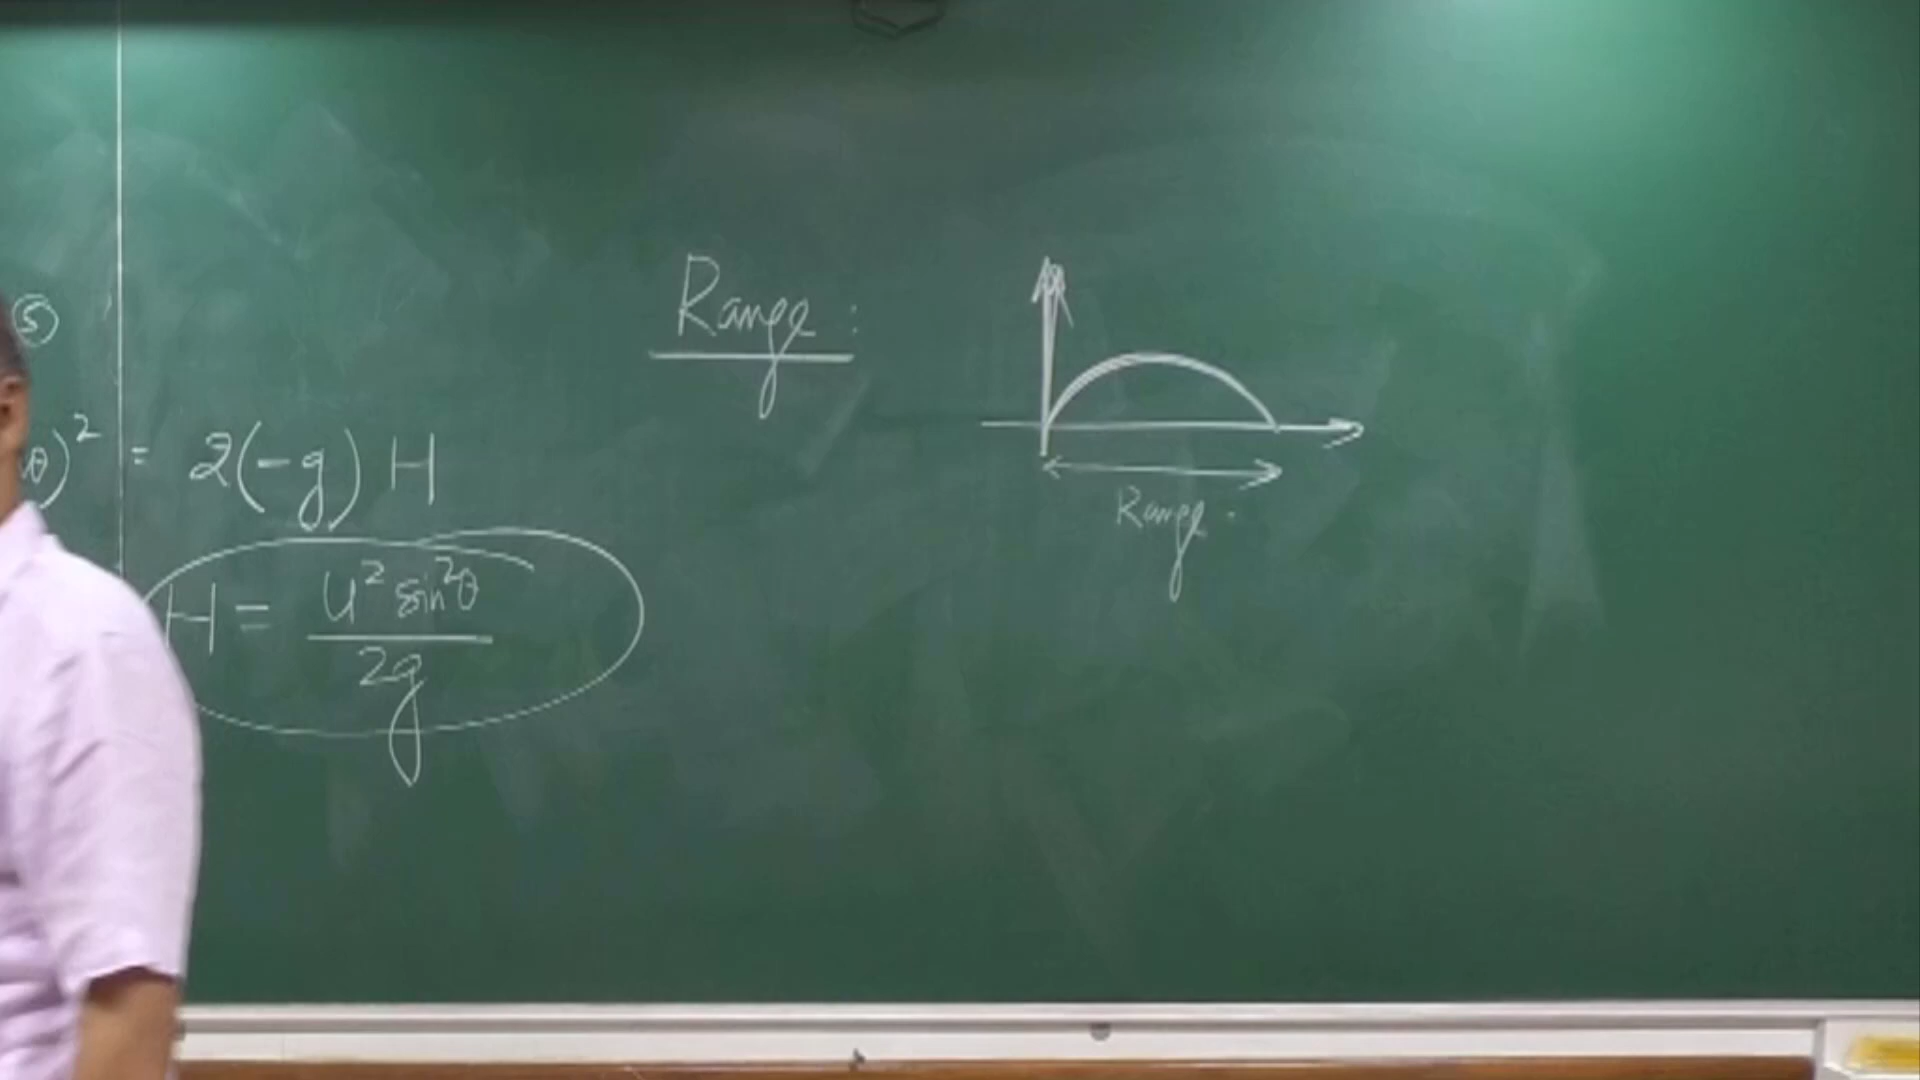 ⑤
θ)² = 2(-g) H
H = u² sin²θ / 2g
Range :
Range .